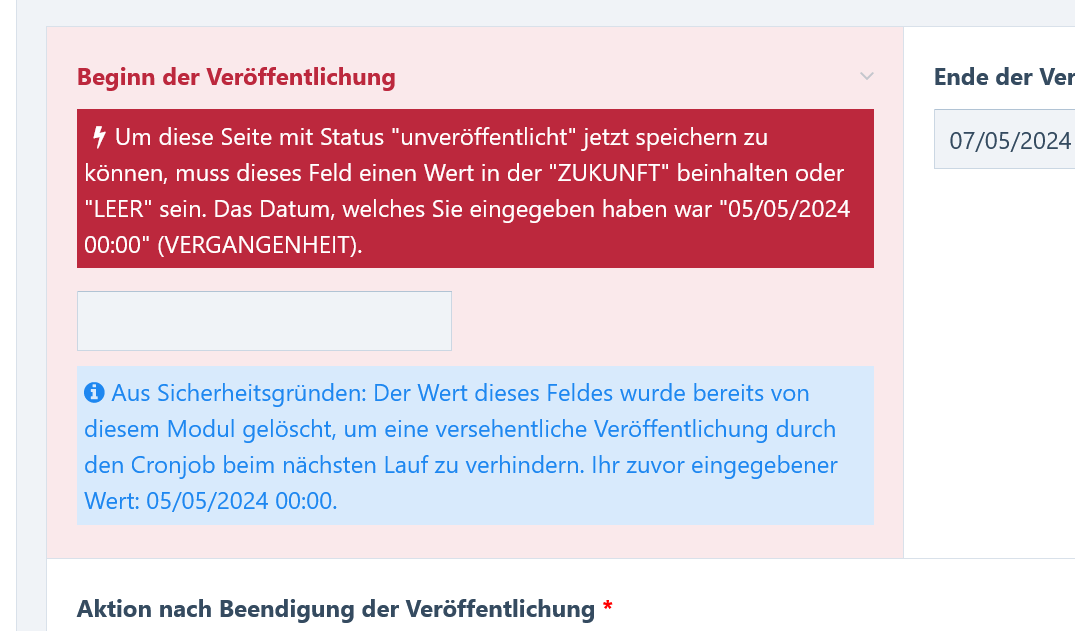 Beginn der Veröffentlichung
Um diese Seite mit Status "unveröffentlicht" jetzt speichern zu
können, muss dieses Feld einen Wert in der "ZUKUNFT" beinhalten oder
"LEER" sein. Das Datum, welches Sie eingegeben haben war "05/05/2024
00:00" (VERGANGENHEIT).
Aus Sicherheitsgründen: Der Wert dieses Feldes wurde bereits von
diesem Modul gelöscht, um eine versehentliche Veröffentlichung durch
den Cronjob beim nächsten Lauf zu verhindern. Ihr zuvor eingegebener
Wert: 05/05/2024 00:00.
Ende der Ver
07/05/2024
Aktion nach Beendigung der Veröffentlichung *